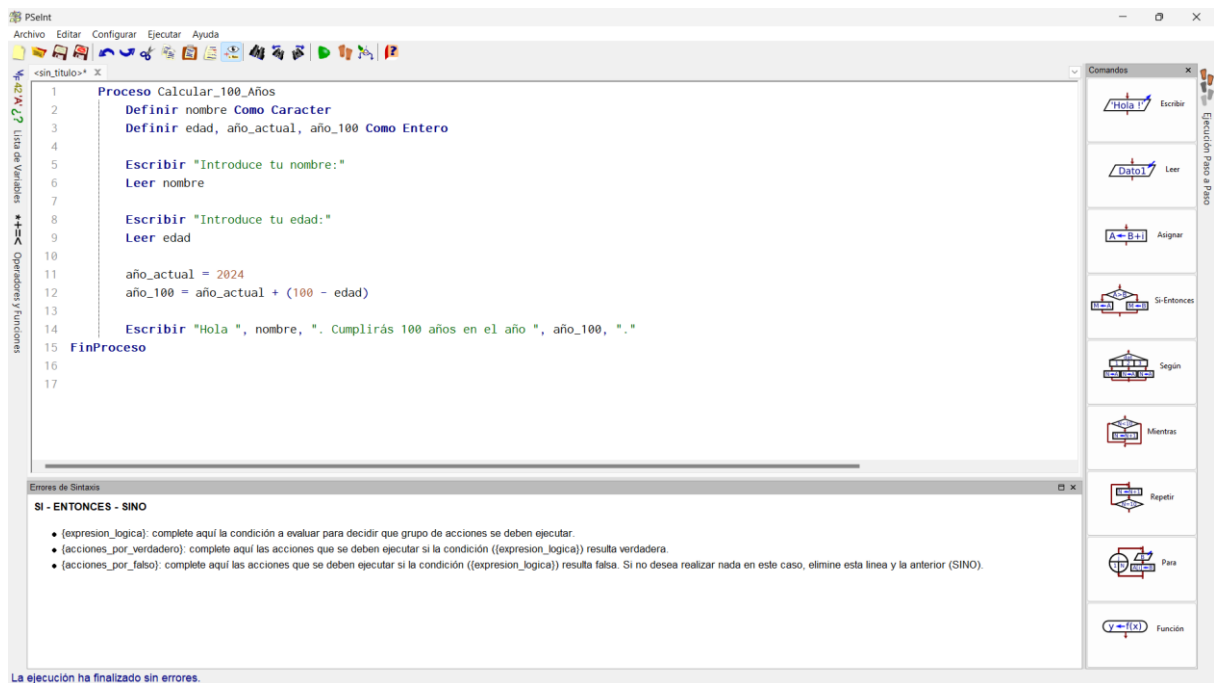 PSeInt
Archivo Editar Configurar Ejecutar Ayuda
<sin_titulo>* X
1 Proceso Calcular_100_Años
2 Definir nombre Como Caracter
3 Definir edad, año_actual, año_100 Como Entero
4
5 Escribir "Introduce tu nombre:"
6 Leer nombre
7
8 Escribir "Introduce tu edad:"
9 Leer edad
10
11 año_actual = 2024
12 año_100 = año_actual + (100 - edad)
13
14 Escribir "Hola ", nombre, ". Cumplirás 100 años en el año ", año_100, "."
15 FinProceso
16
17
Lista de Variables
Operadores y Funciones
Errores de Sintaxis
SI - ENTONCES - SINO
• {expresion_logica}: complete aquí la condición a evaluar para decidir que grupo de acciones se deben ejecutar.
• {acciones_por_verdadero}: complete aquí las acciones que se deben ejecutar si la condición ({expresion_logica}) resulta verdadera.
• {acciones_por_falso}: complete aquí las acciones que se deben ejecutar si la condición ({expresion_logica}) resulta falsa. Si no desea realizar nada en este caso, elimine esta linea y la anterior (SINO).
La ejecución ha finalizado sin errores.
Comandos
'Hola !' Escribir
Dato1 Leer
A←B+i Asignar
Si-Entonces
Según
Mientras
Repetir
Para
y←f(x) Función
Ejecución Paso a Paso